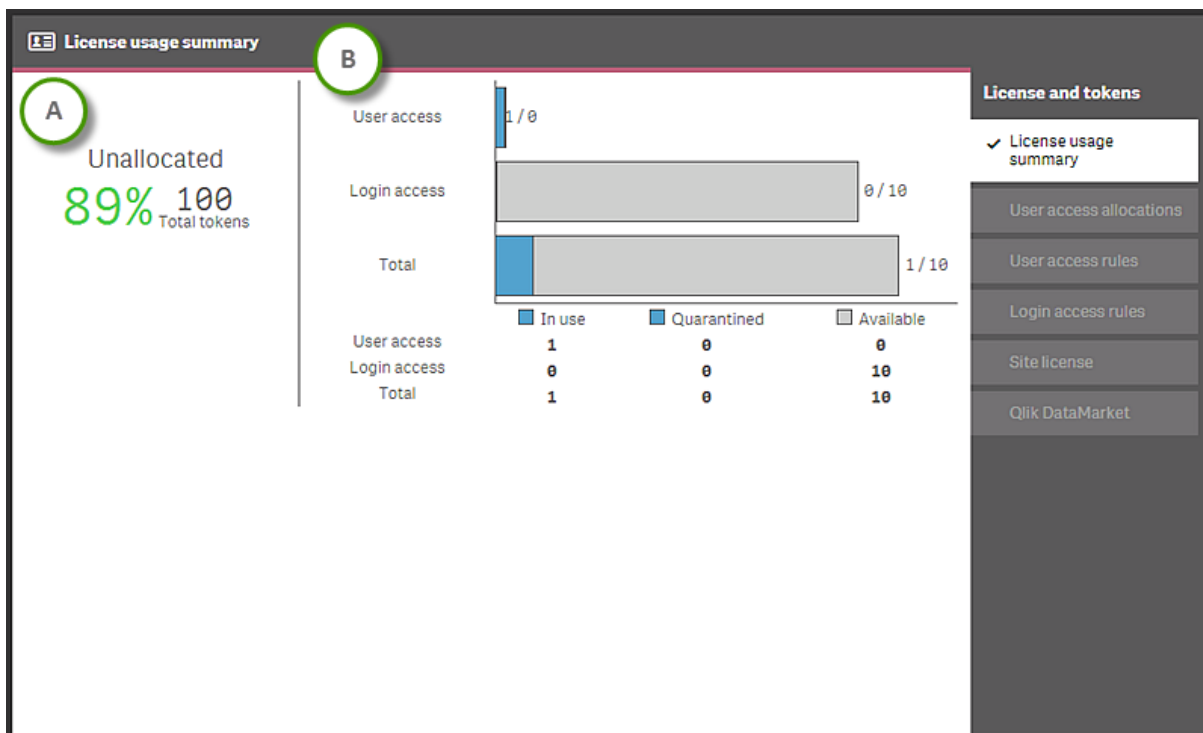 License usage summary
A
Unallocated
89% 100
Total tokens
B
User access
1/0
Login access
0/10
Total
1/10
In use Quarantined Available
User access 1 0 0
Login access 0 0 10
Total 1 0 10
License and tokens
License usage
summary
User access allocations
User access rules
Login access rules
Site license
Qlik DataMarket